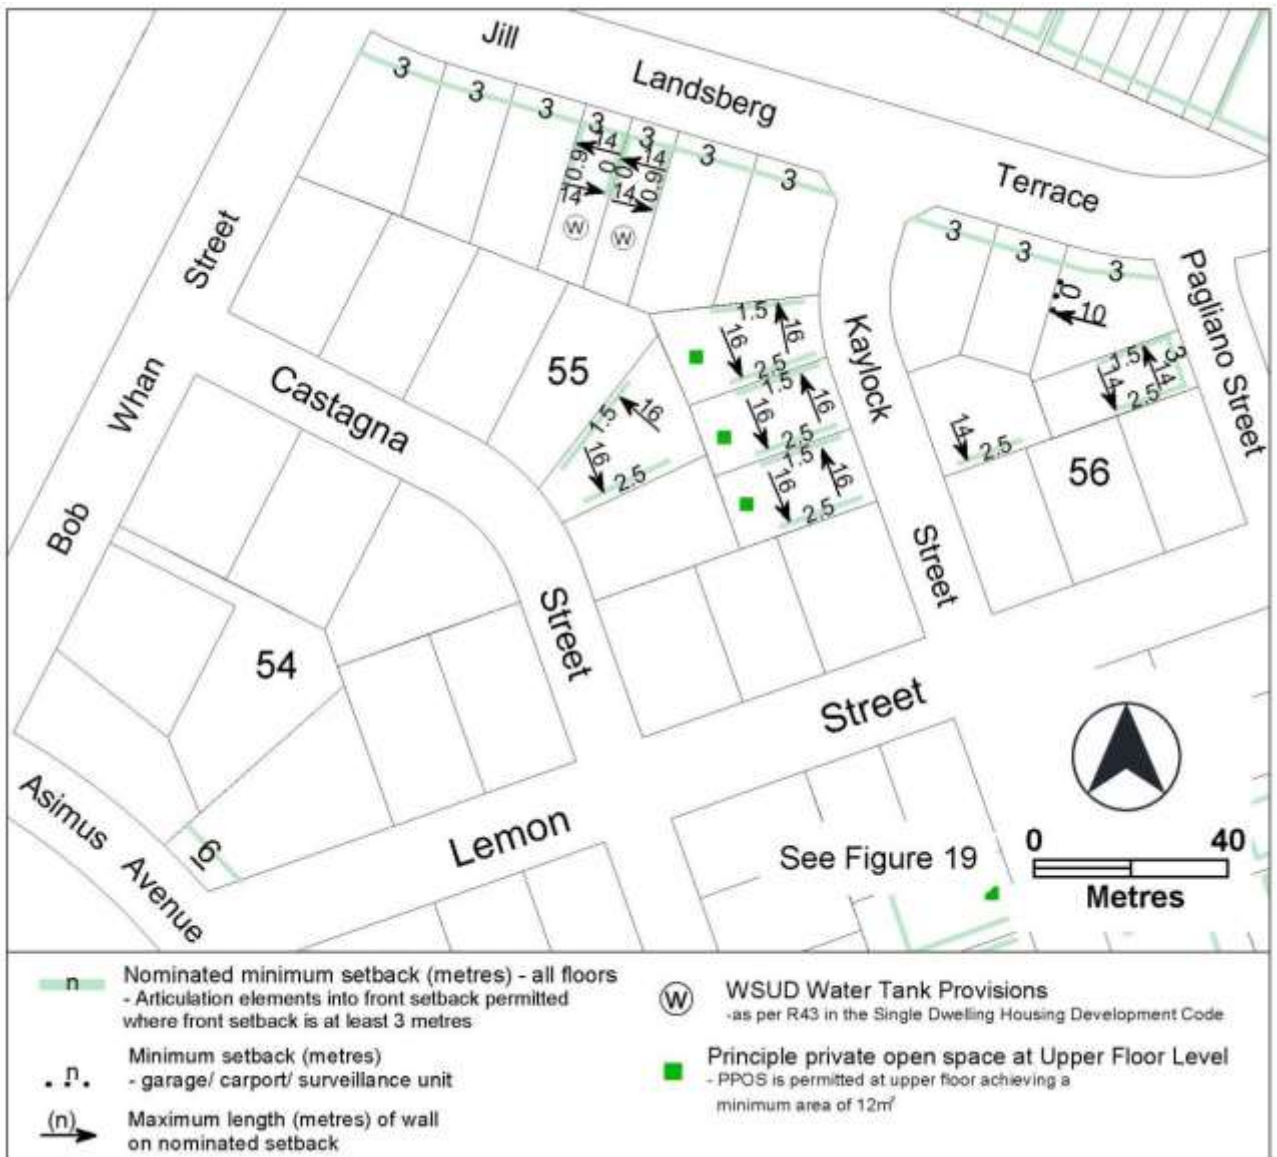 Jill
Landsberg
Terrace
3
3
3
3
3
3
3
14
14
0.9
0
0
0.9
14
14
W
W
3
3
3
0
10
Street
Pagliano Street
Kaylock
1.5
16
16
2.5
1.5
16
16
2.5
1.5
16
16
2.5
1.5
3
14
14
2.5
14
2.5
55
1.5
16
16
2.5
56
Whan
Castagna
Bob
Street
Street
54
Street
Asimus
Avenue
6
Lemon
See Figure 19
0 40
Metres
n Nominated minimum setback (metres) - all floors
- Articulation elements into front setback permitted
where front setback is at least 3 metres
n Minimum setback (metres)
- garage/ carport/ surveillance unit
(n) Maximum length (metres) of wall
on nominated setback
W WSUD Water Tank Provisions
-as per R43 in the Single Dwelling Housing Development Code
Principle private open space at Upper Floor Level
- PPOS is permitted at upper floor achieving a
minimum area of 12m²